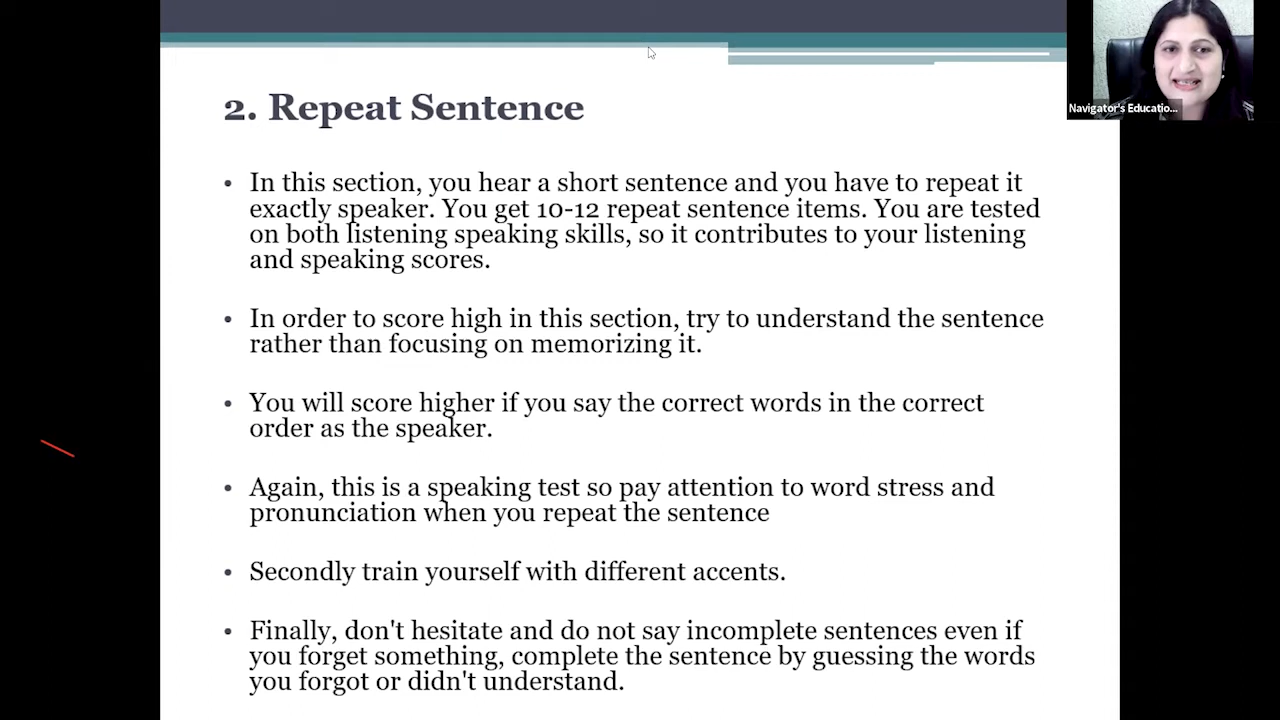 2. Repeat Sentence
• In this section, you hear a short sentence and you have to repeat it
exactly speaker. You get 10-12 repeat sentence items. You are tested
on both listening speaking skills, so it contributes to your listening
and speaking scores.
• In order to score high in this section, try to understand the sentence
rather than focusing on memorizing it.
• You will score higher if you say the correct words in the correct
order as the speaker.
• Again, this is a speaking test so pay attention to word stress and
pronunciation when you repeat the sentence
• Secondly train yourself with different accents.
• Finally, don't hesitate and do not say incomplete sentences even if
you forget something, complete the sentence by guessing the words
you forgot or didn't understand.
Navigator's Educatio...